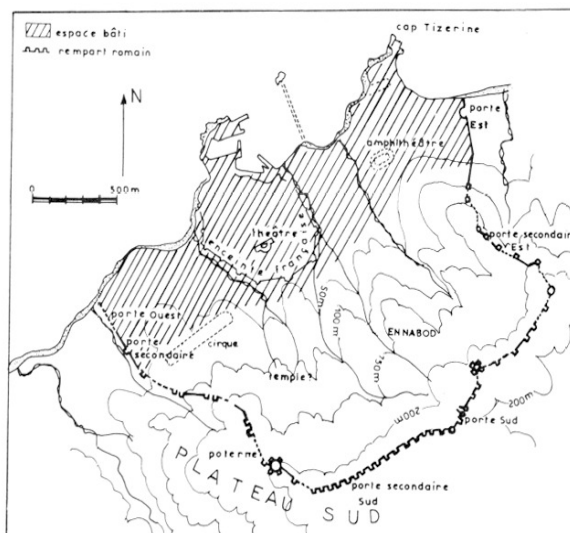 espace bâti
rempart romain
cap Tizerine
N
0 500m
porte
Est
amphithéâtre
théâtre
enceinte française
porte secondaire
Est
porte Ouest
porte
secondaire
cirque
50m
100m
150m
ENNABOD
temple?
200m
200m
porte Sud
poterne
porte secondaire
Sud
PLATEAU SUD